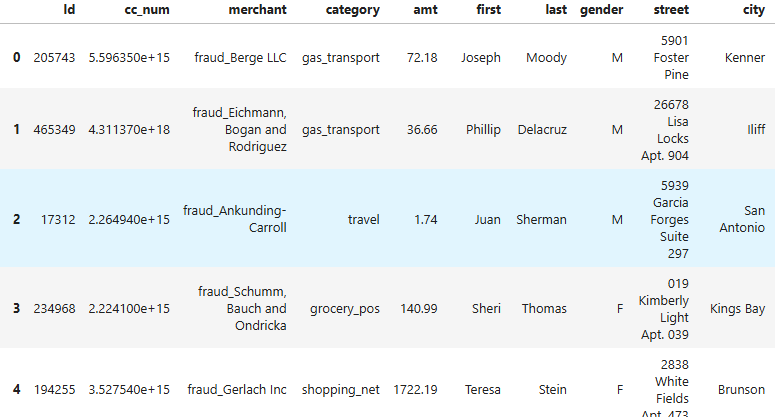 Id cc_num merchant category amt first last gender street city
0 205743 5.596350e+15 fraud_Berge LLC gas_transport 72.18 Joseph Moody M 5901 Foster Pine Kenner
1 465349 4.311370e+18 fraud_Eichmann, Bogan and Rodriguez gas_transport 36.66 Phillip Delacruz M 26678 Lisa Locks Apt. 904 Iliff
2 17312 2.264940e+15 fraud_Ankunding-Carroll travel 1.74 Juan Sherman M 5939 Garcia Forges Suite 297 San Antonio
3 234968 2.224100e+15 fraud_Schumm, Bauch and Ondricka grocery_pos 140.99 Sheri Thomas F 019 Kimberly Light Apt. 039 Kings Bay
4 194255 3.527540e+15 fraud_Gerlach Inc shopping_net 1722.19 Teresa Stein F 2838 White Fields Apt. 473 Brunson